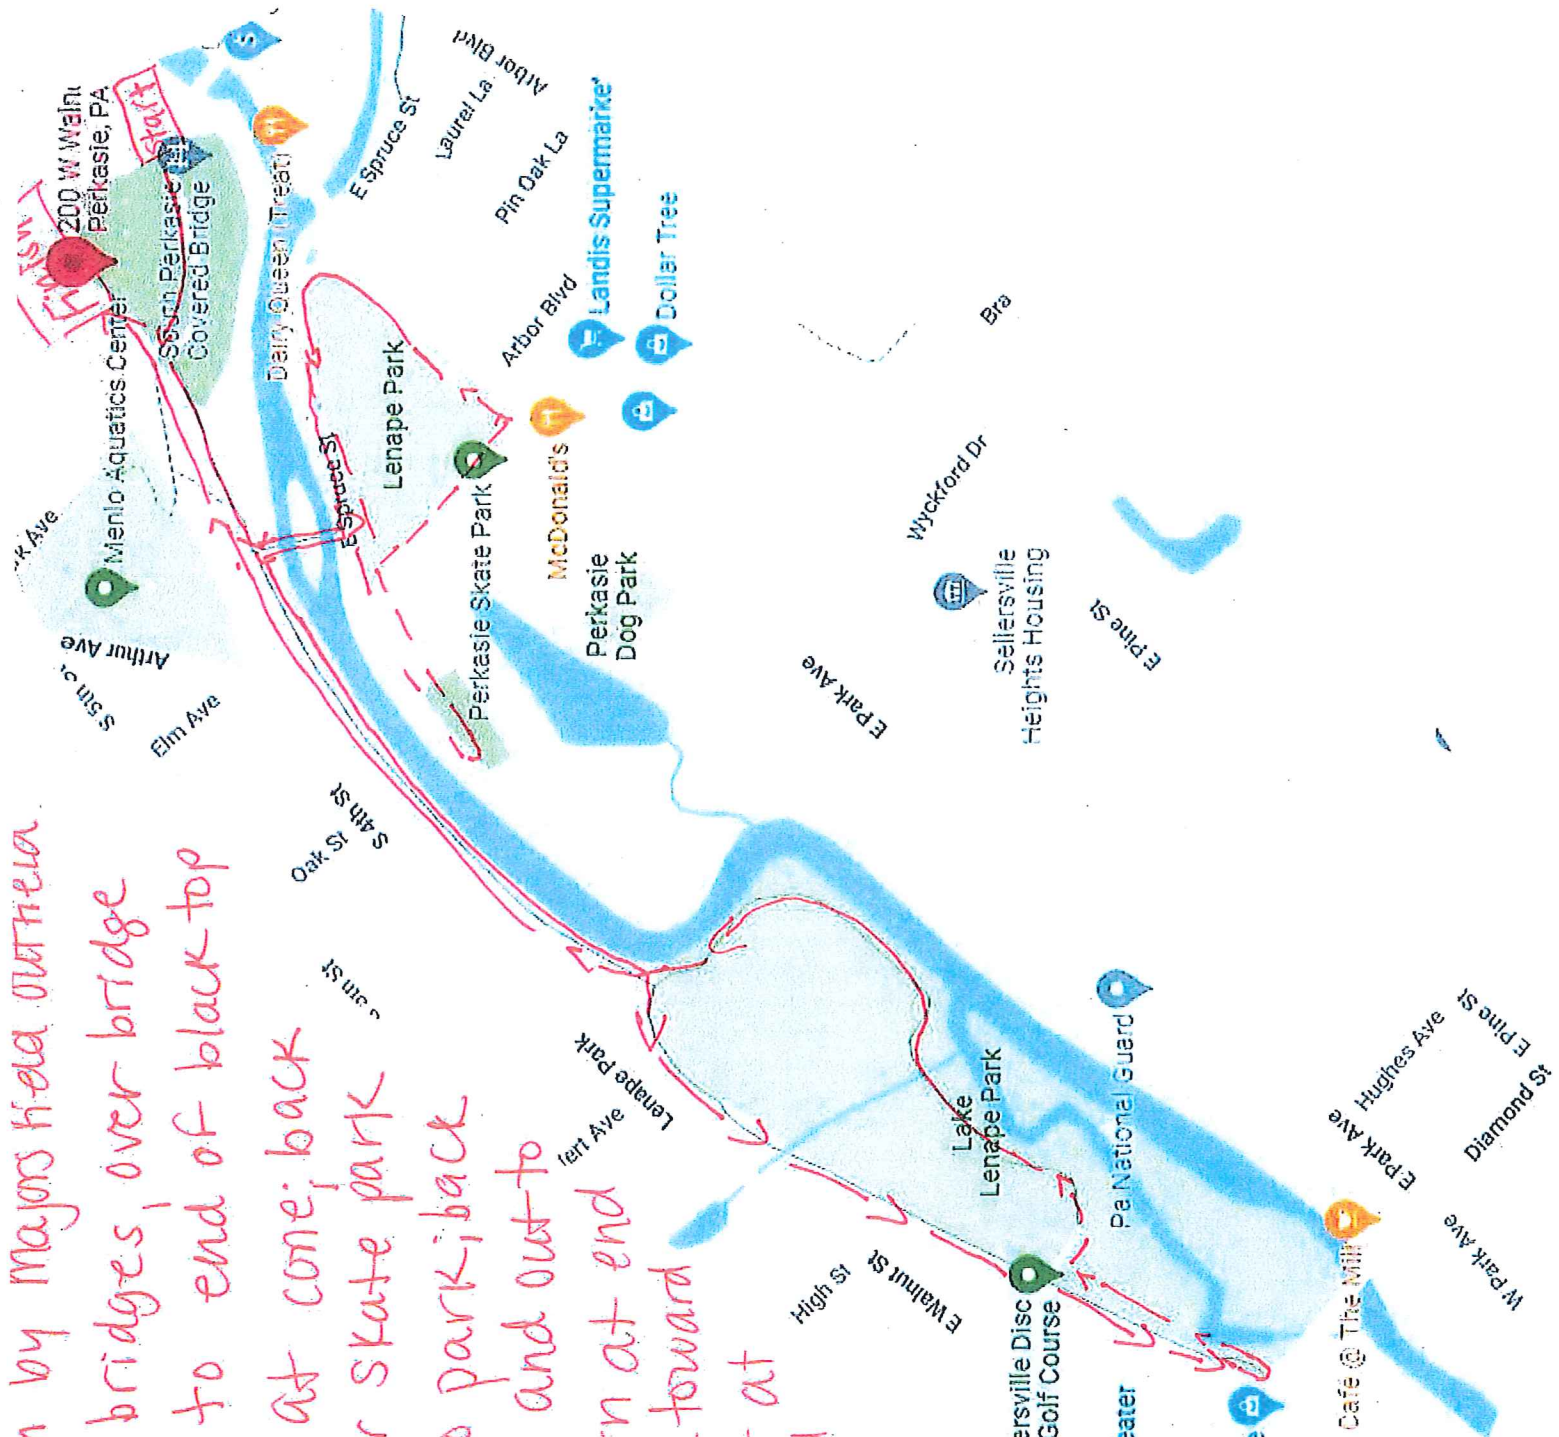 by majors field
bridges, over bridge
to end of black top
at cone; back
skate park
park; back
and out to
at end
toward
at
Finish
start
200 W Walnu
Perkasie, PA
South Perkasie
Covered Bridge
Menlo Aquatics Center
Dairy Queen (Treat)
E Spruce St
Laurel La
Arbor Blvd
Pin Oak La
Arbor Blvd
Landis Supermarke
Dollar Tree
Lenape Park
E Spruce St
McDonald's
Perkasie Skate Park
Perkasie
Dog Park
Arthur Ave
Elm Ave
Oak St
S 4th St
Bra
Wyckford Dr
Sellersville
Heights Housing
E Pine St
E Park Ave
Lenape Park
fert Ave
Lake
Lenape Park
Pa National Guard
High St
E Walnut St
ersville Disc
Golf Course
eater
Café @ The Mill
Hughes Ave
E Pine St
E Park Ave
Diamond St
W Park Ave